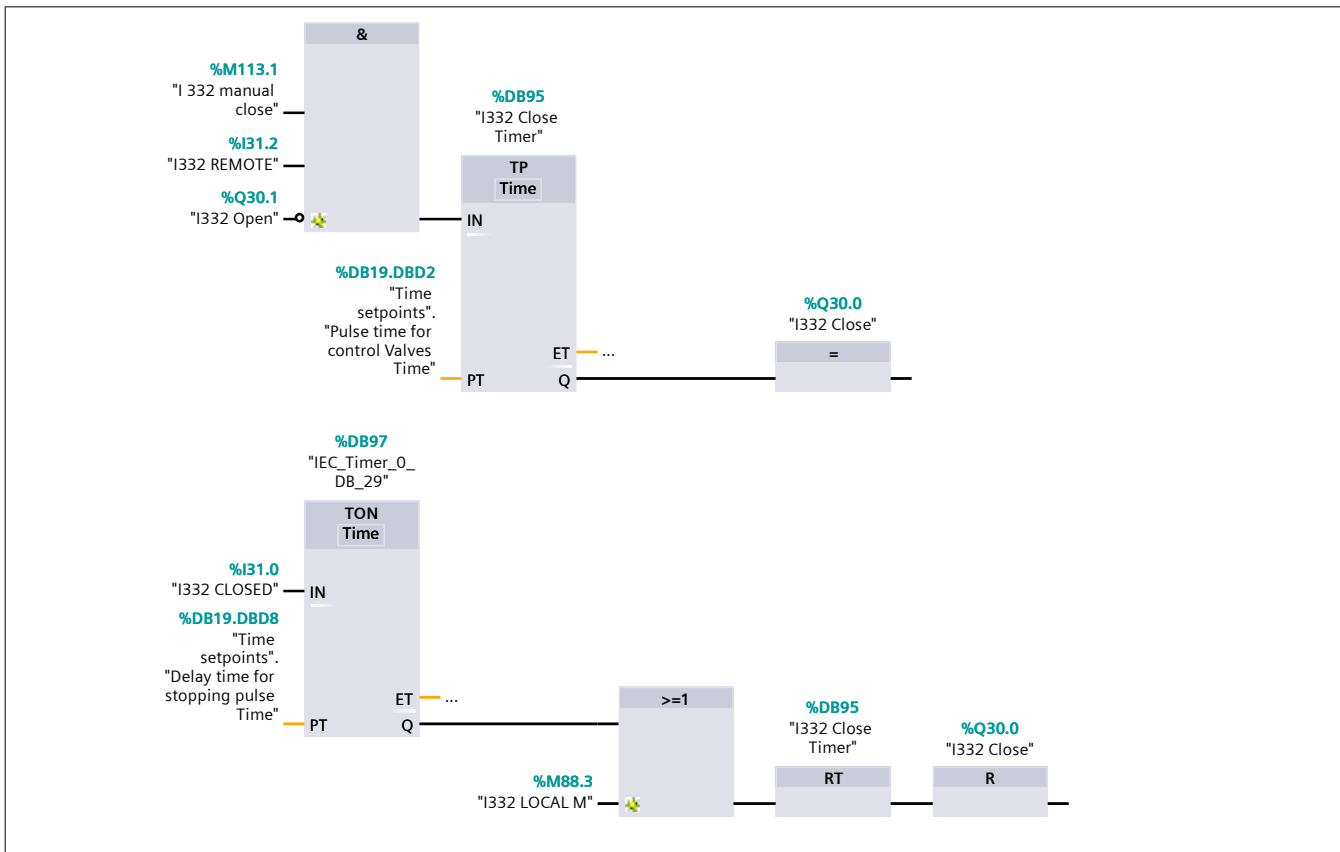 &
%M113.1
"I 332 manual
close"
%I31.2
"I332 REMOTE"
%Q30.1
"I332 Open"
%DB95
"I332 Close
Timer"
TP
Time
IN
%DB19.DBD2
"Time
setpoints".
"Pulse time for
control Valves
Time"
ET ...
PT Q
%Q30.0
"I332 Close"
=
%DB97
"IEC_Timer_0_
DB_29"
TON
Time
%I31.0
"I332 CLOSED"
IN
%DB19.DBD8
"Time
setpoints".
"Delay time for
stopping pulse
Time"
ET ...
PT Q
>=1
%M88.3
"I332 LOCAL M"
%DB95
"I332 Close
Timer"
RT
%Q30.0
"I332 Close"
R